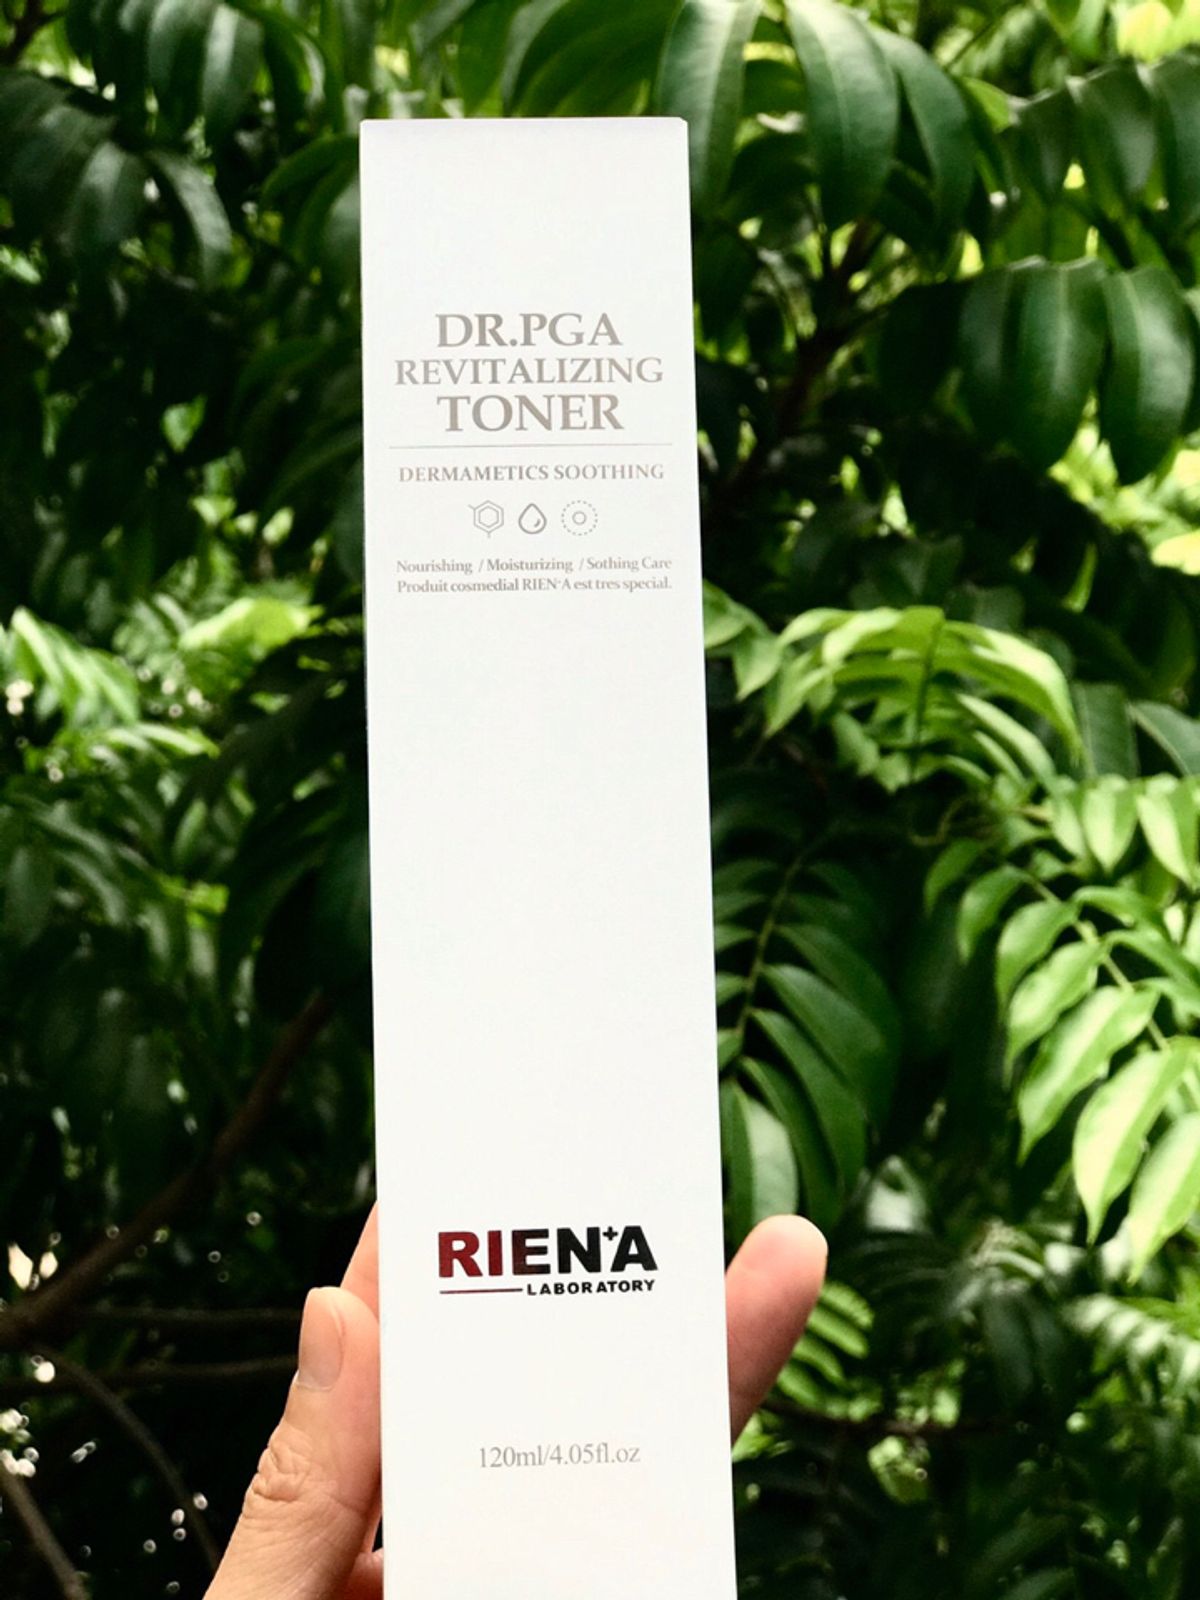 DR.PGA
REVITALIZING
TONER
DERMAMETICS SOOTHING
Nourishing / Moisturizing / Sothing Care
Produit cosmedial RIEN+A est tres special.
RIEN+A
LABORATORY
120ml/4.05fl.oz